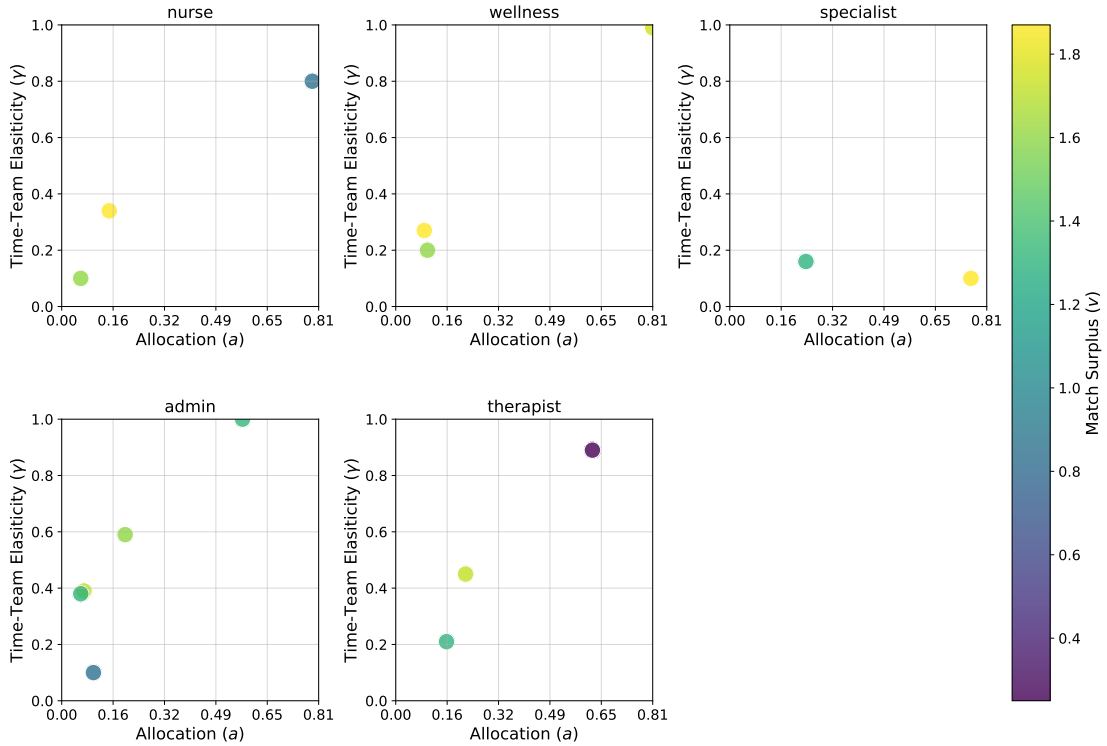 nurse
wellness
specialist
Time-Team Elasiticity (γ)
1.0
0.8
0.6
0.4
0.2
0.0
0.00 0.16 0.32 0.49 0.65 0.81
Allocation (a)
Time-Team Elasiticity (γ)
1.0
0.8
0.6
0.4
0.2
0.0
0.00 0.16 0.32 0.49 0.65 0.81
Allocation (a)
Time-Team Elasiticity (γ)
1.0
0.8
0.6
0.4
0.2
0.0
0.00 0.16 0.32 0.49 0.65 0.81
Allocation (a)
admin
therapist
Time-Team Elasiticity (γ)
1.0
0.8
0.6
0.4
0.2
0.0
0.00 0.16 0.32 0.49 0.65 0.81
Allocation (a)
Time-Team Elasiticity (γ)
1.0
0.8
0.6
0.4
0.2
0.0
0.00 0.16 0.32 0.49 0.65 0.81
Allocation (a)
1.8
1.6
1.4
1.2
1.0
0.8
0.6
0.4
Match Surplus (v)